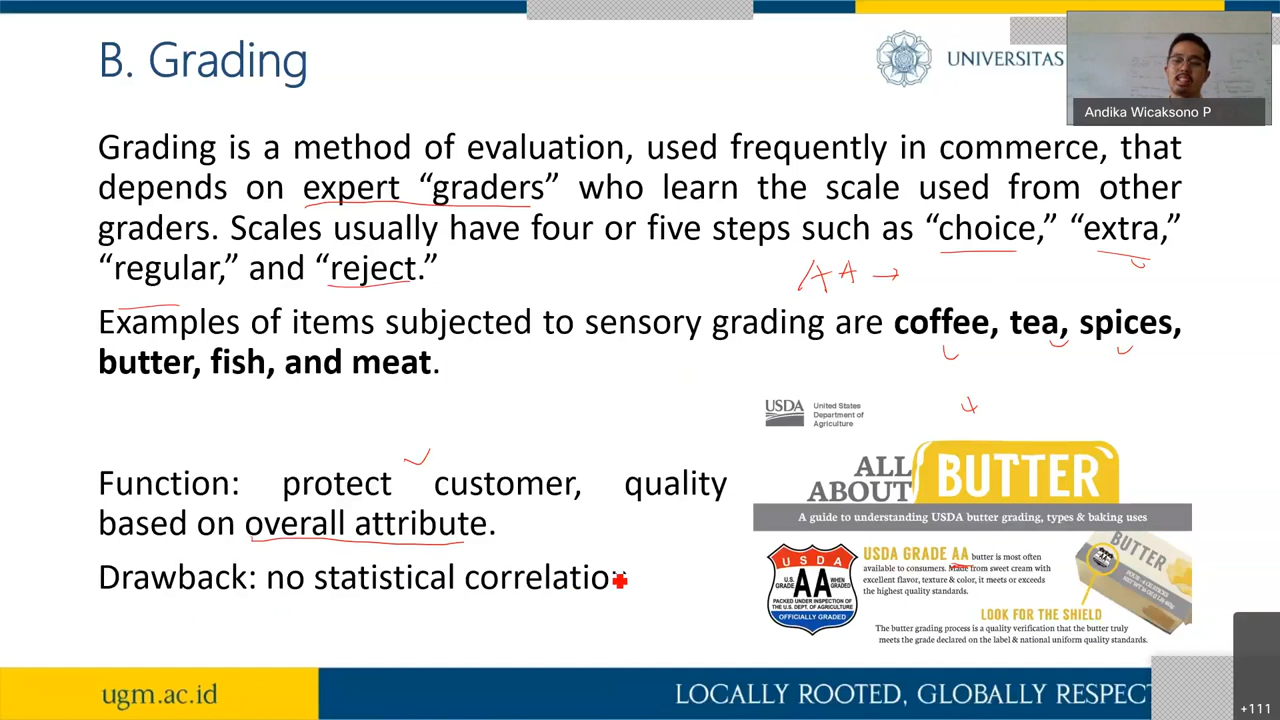 B. Grading
UNIVERSITAS
Andika Wicaksono P
Grading is a method of evaluation, used frequently in commerce, that
depends on expert “graders” who learn the scale used from other
graders. Scales usually have four or five steps such as “choice,” “extra,”
“regular,” and “reject.”
AA →
Examples of items subjected to sensory grading are coffee, tea, spices,
butter, fish, and meat.
Function: protect customer, quality
based on overall attribute.
Drawback: no statistical correlatio
USDA
United States
Department of
Agriculture
ALL
ABOUT
BUTTER
A guide to understanding USDA butter grading, types & baking uses
USDA
U.S.
GRADE
AA
WHEN
GRADED
PACKED UNDER INSPECTION
OF THE U.S. DEPT. OF AGRICULTURE
OFFICIALLY GRADED
USDA GRADE AA butter is most often
available to consumers. Made from sweet cream with
excellent flavor, texture & color, it meets or exceeds
the highest quality standards.
BUTTER
LOOK FOR THE SHIELD
The butter grading process is a quality verification that the butter truly
meets the grade declared on the label & national uniform quality standards.
ugm.ac.id
LOCALLY ROOTED, GLOBALLY RESPEC
+111